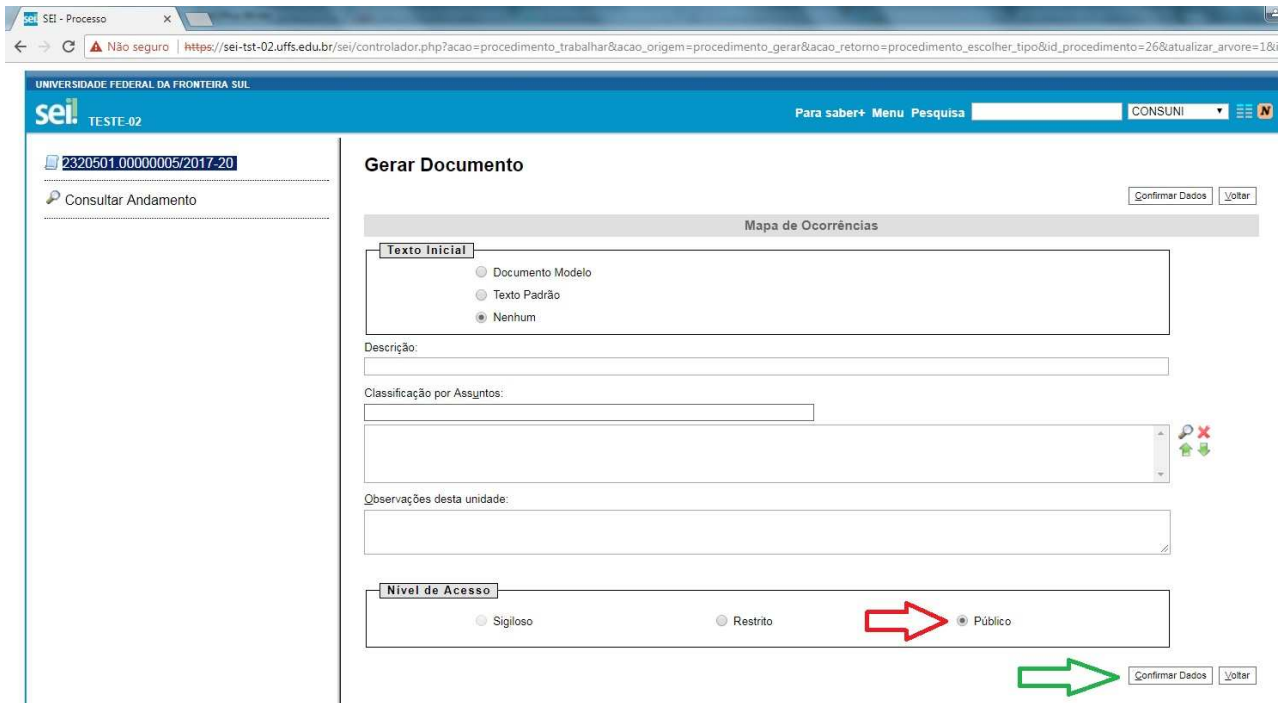 SEI - Processo
Não seguro | https://sei-tst-02.uffs.edu.br/sei/controlador.php?acao=procedimento_trabalhar&acao_origem=procedimento_gerar&acao_retorno=procedimento_escolher_tipo&id_procedimento=26&atualizar_arvore=1&i
UNIVERSIDADE FEDERAL DA FRONTEIRA SUL
sei! TESTE-02
Para saber+ Menu Pesquisa CONSUNI N
2320501.00000005/2017-20
Consultar Andamento
Gerar Documento
Confirmar Dados Voltar
Mapa de Ocorrências
Texto Inicial
Documento Modelo
Texto Padrão
Nenhum
Descrição:
Classificação por Assuntos:
Observações desta unidade:
Nível de Acesso
Sigiloso Restrito Público
Confirmar Dados Voltar